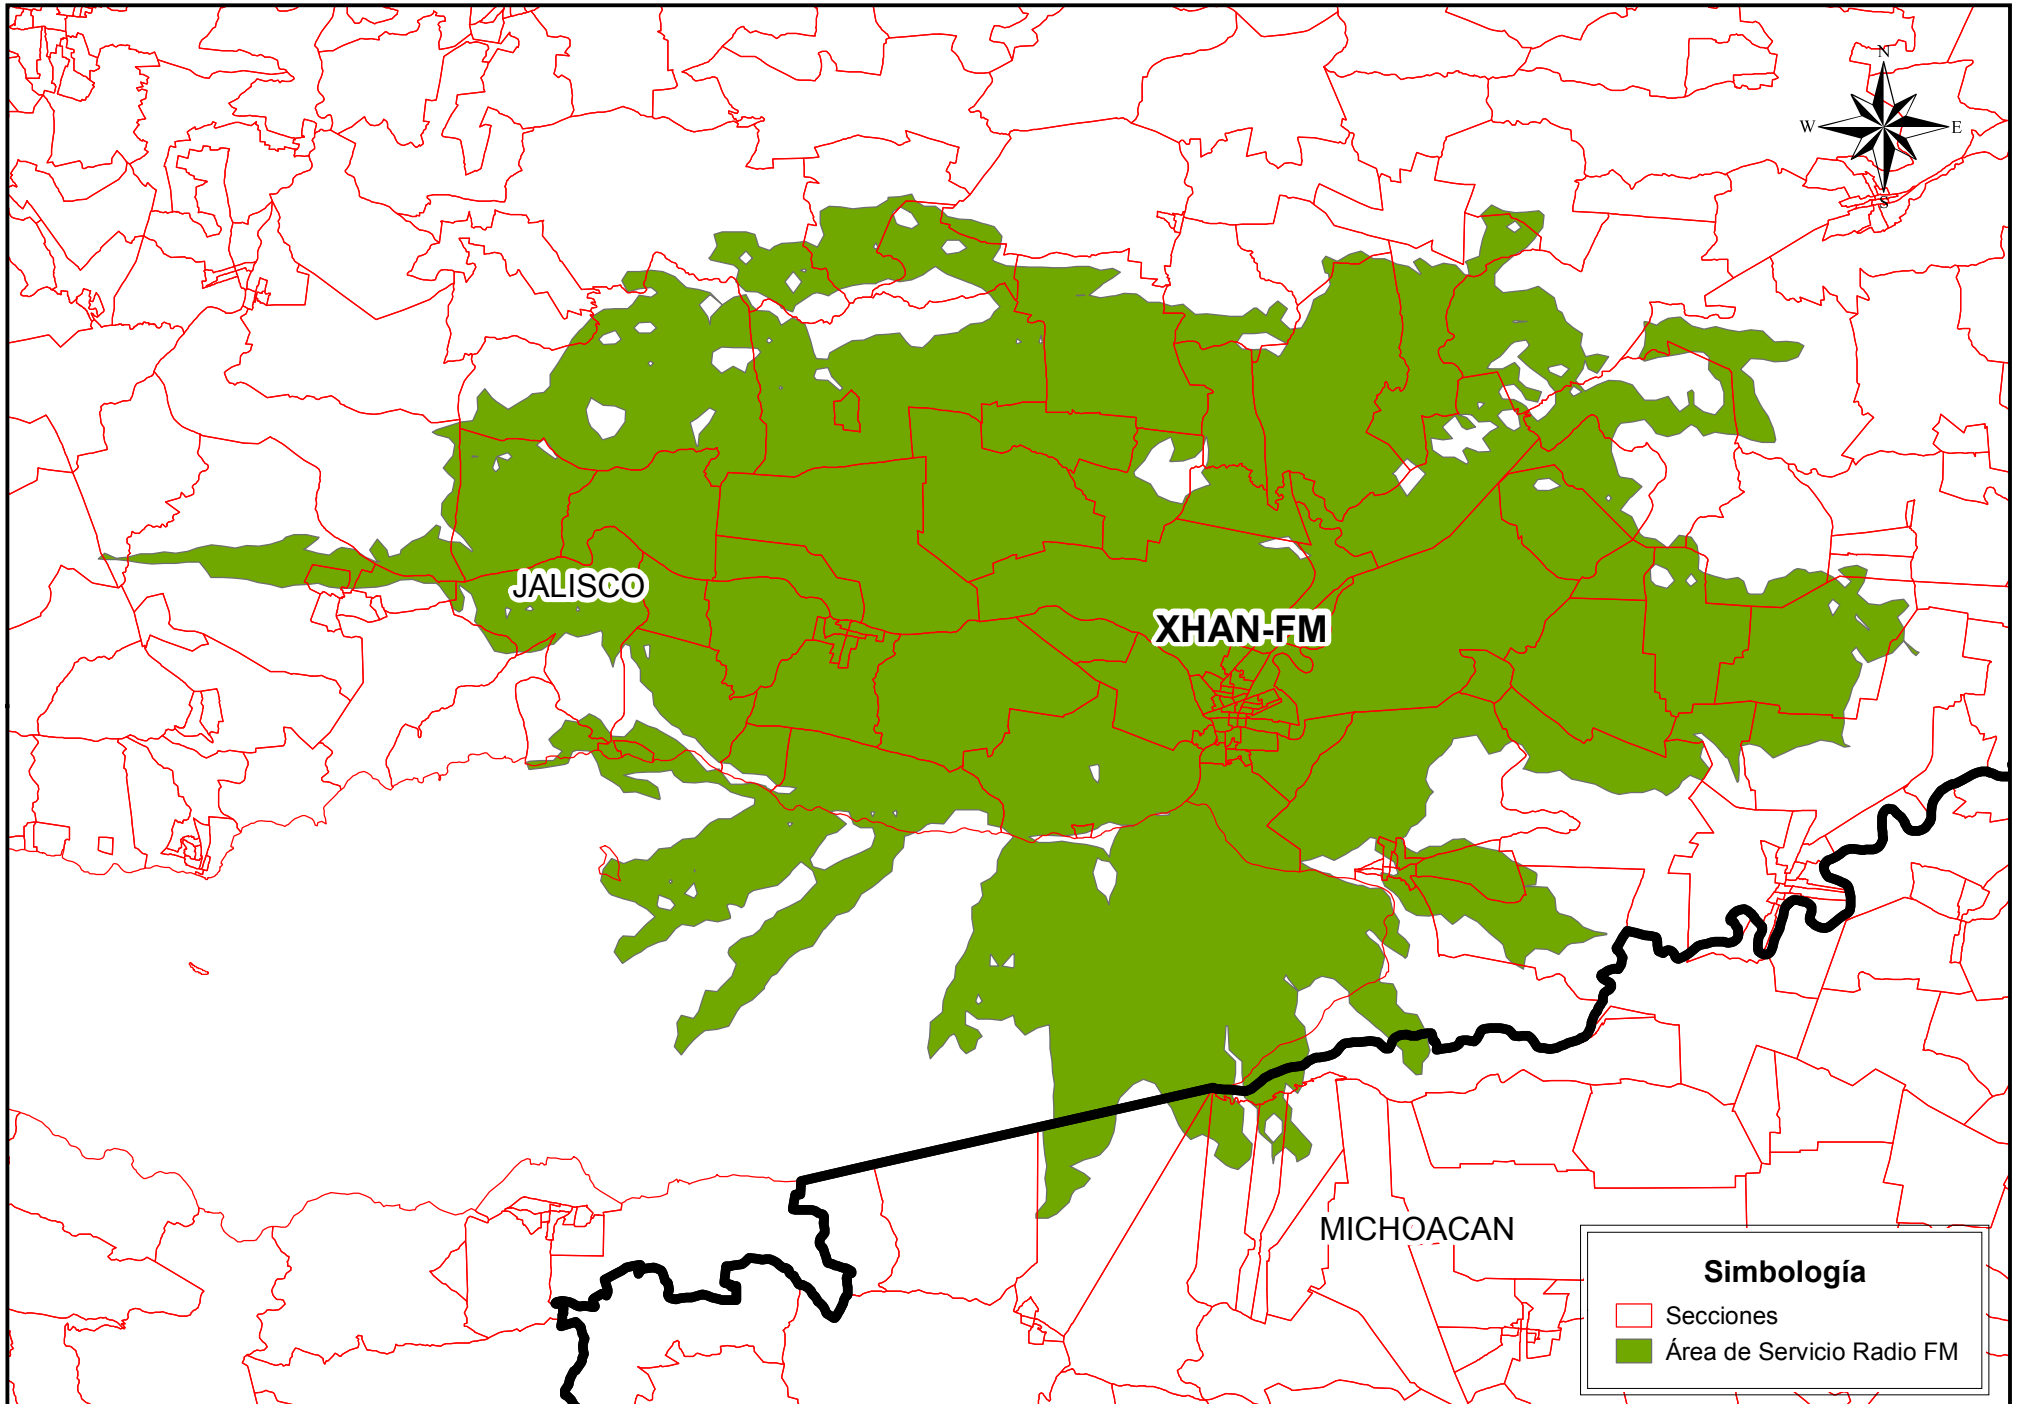 N
W
E
S
JALISCO
XHAN-FM
MICHOACAN
Simbología
Secciones
Área de Servicio Radio FM